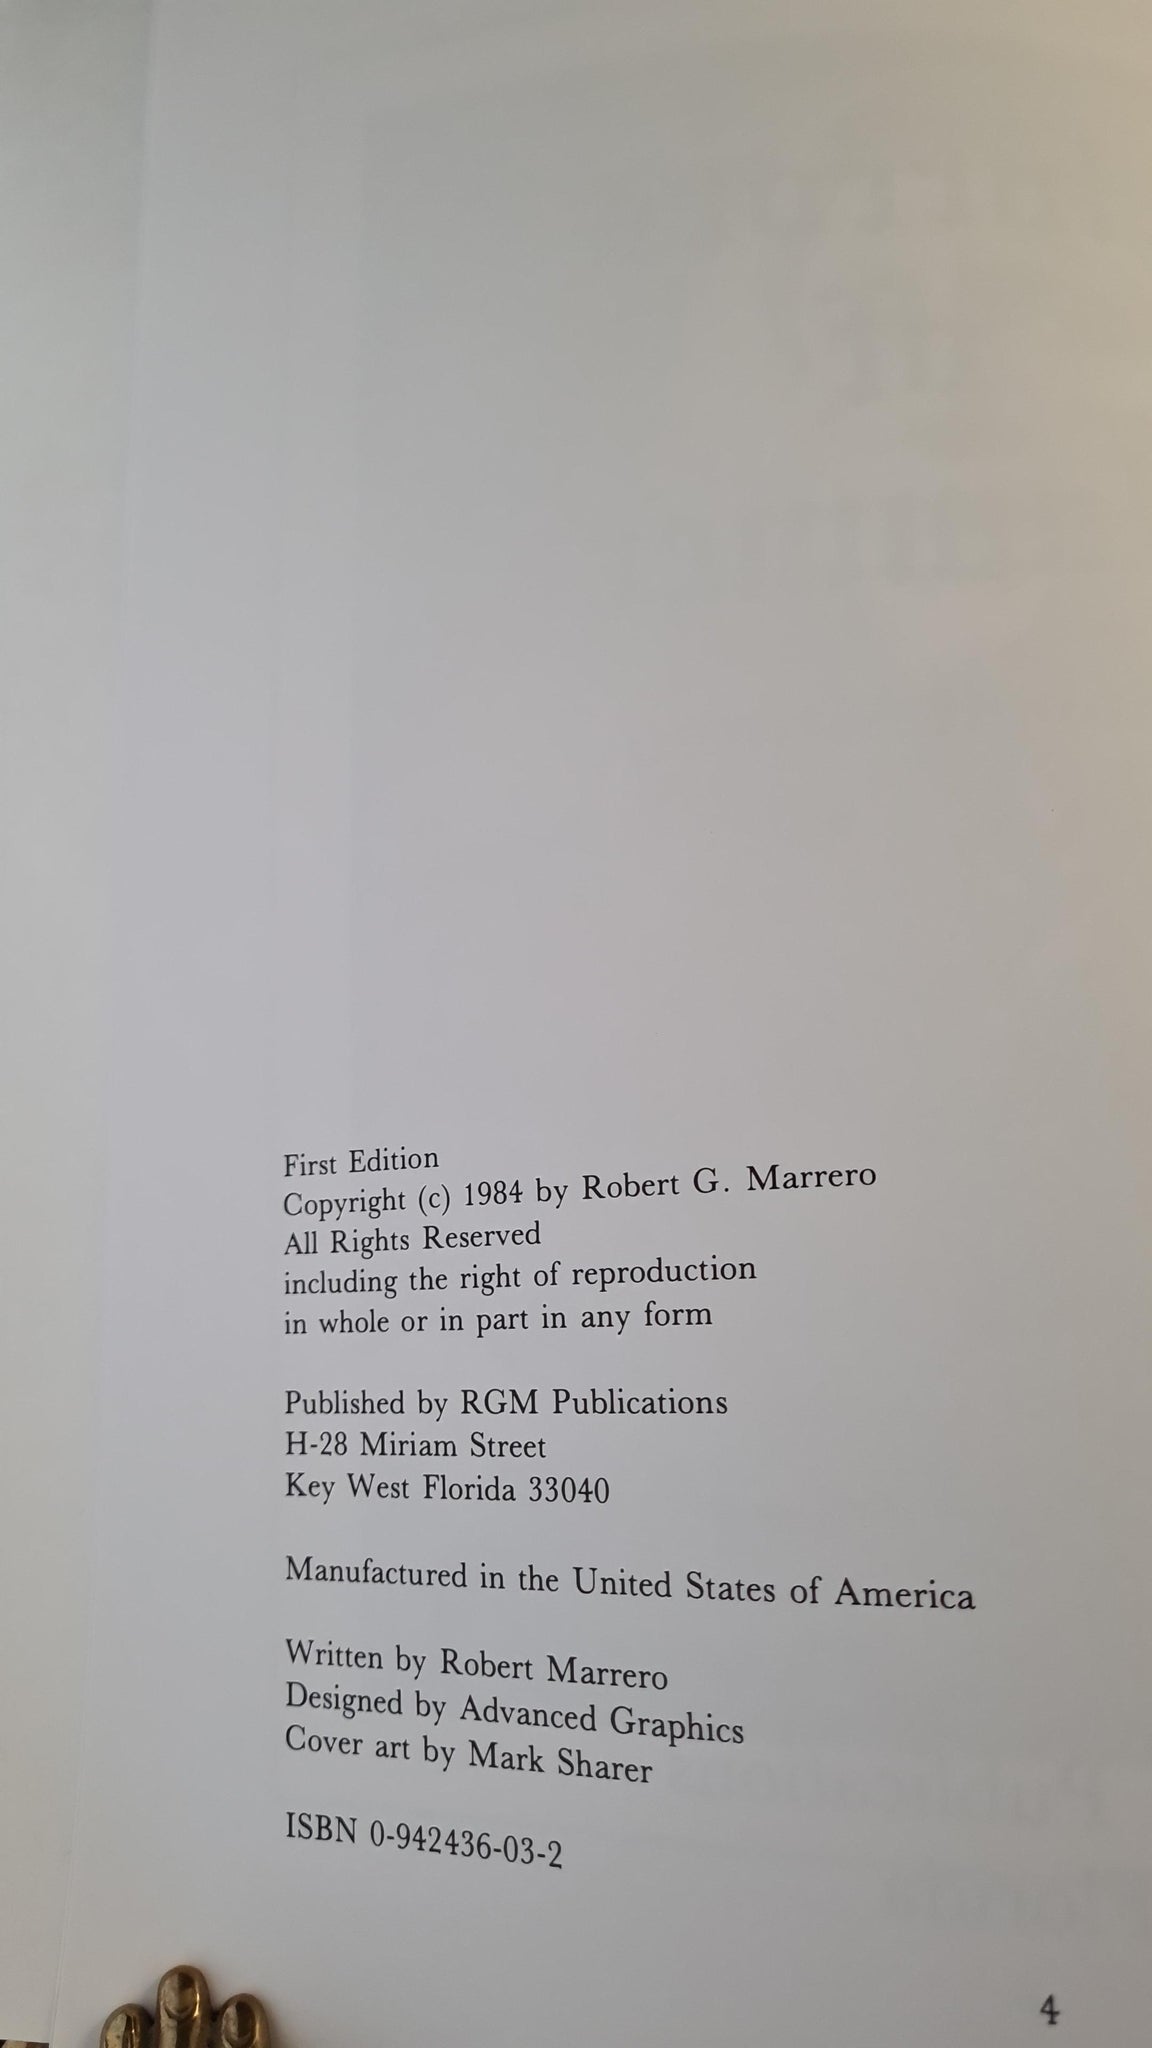 First Edition
Copyright (c) 1984 by Robert G. Marrero
All Rights Reserved
including the right of reproduction
in whole or in part in any form
Published by RGM Publications
H-28 Miriam Street
Key West Florida 33040
Manufactured in the United States of America
Written by Robert Marrero
Designed by Advanced Graphics
Cover art by Mark Sharer
ISBN 0-942436-03-2
4